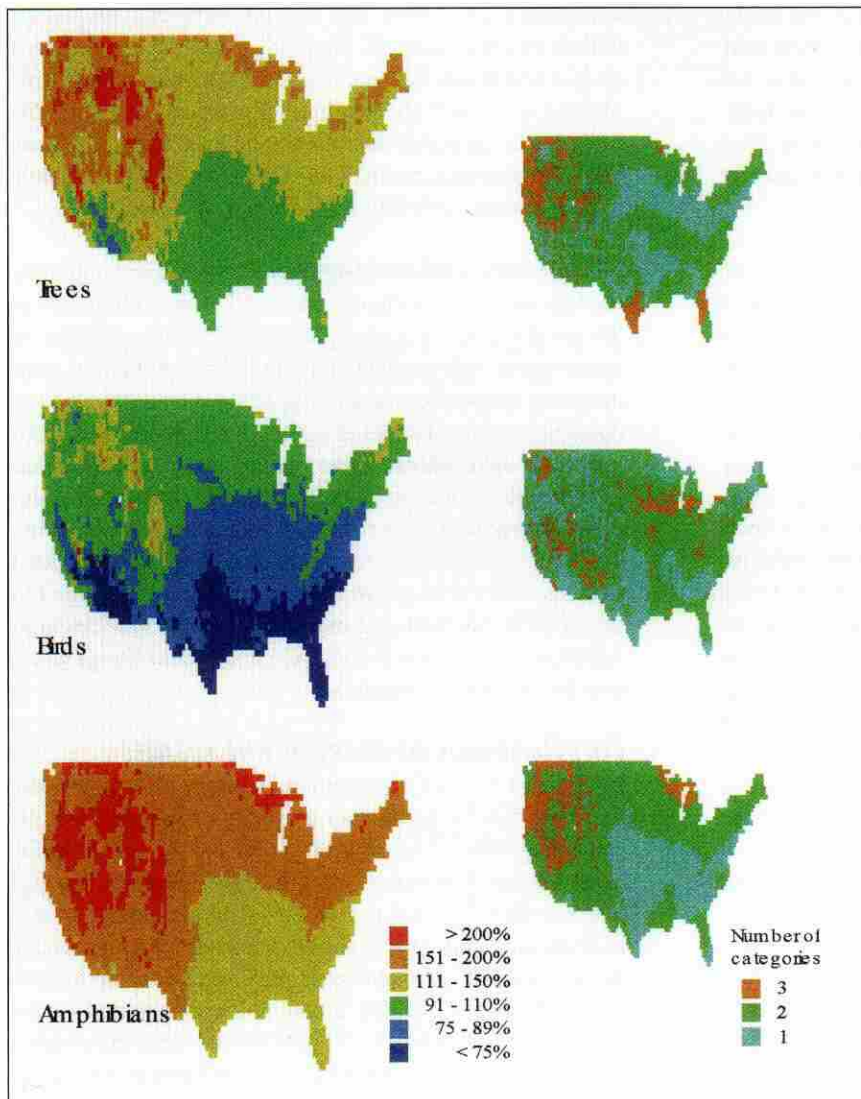 Trees
Birds
Amphibians
> 200%
151 - 200%
111 - 150%
91 - 110%
75 - 89%
< 75%
Number of
categories
3
2
1